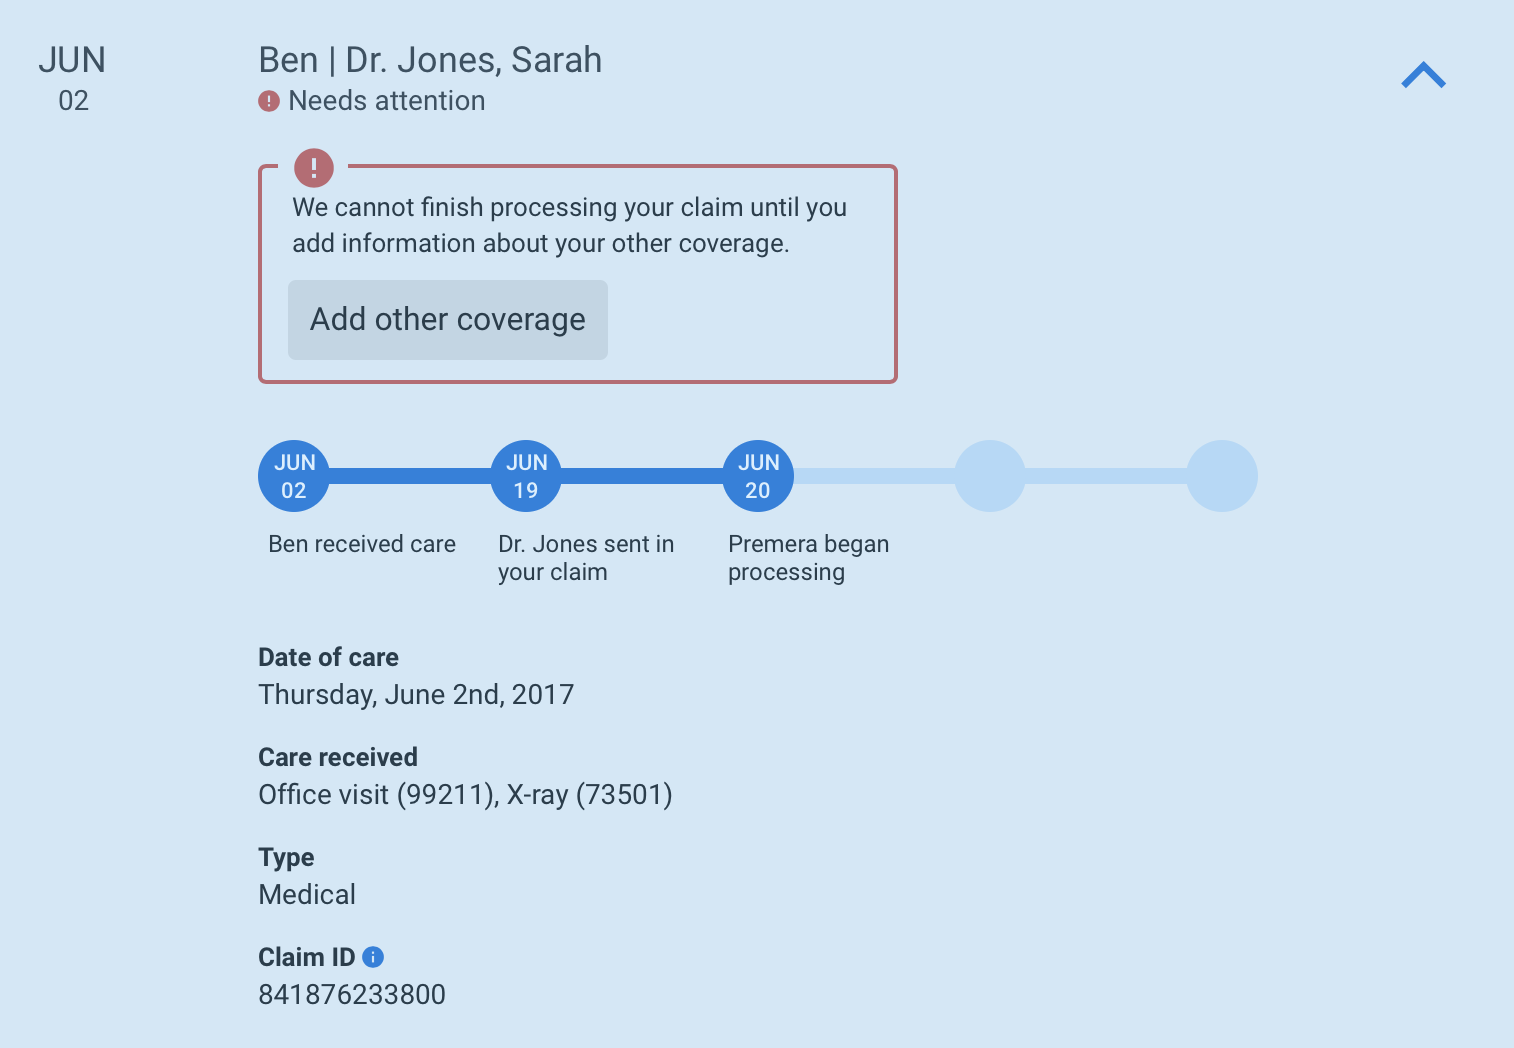 JUN
02
Ben | Dr. Jones, Sarah
Needs attention
We cannot finish processing your claim until you
add information about your other coverage.
Add other coverage
JUN
02
JUN
19
JUN
20
Ben received care
Dr. Jones sent in
your claim
Premera began
processing
Date of care
Thursday, June 2nd, 2017
Care received
Office visit (99211), X-ray (73501)
Type
Medical
Claim ID
841876233800